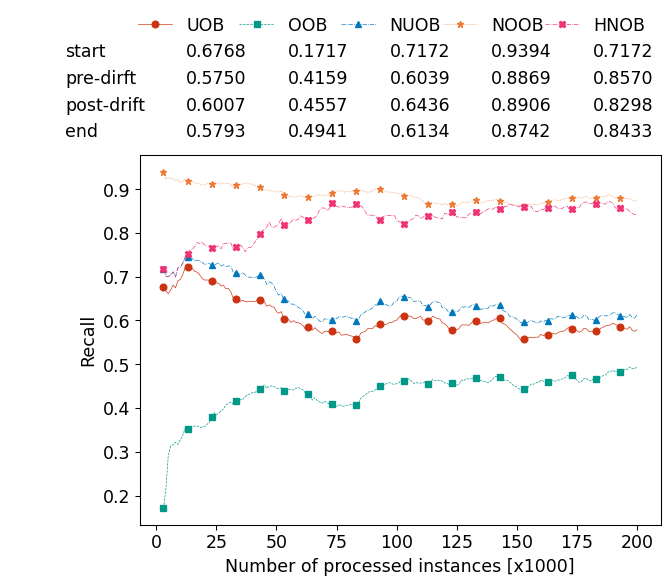 UOB OOB NUOB NOOB HNOB
start 0.6768 0.1717 0.7172 0.9394 0.7172
pre-dirft 0.5750 0.4159 0.6039 0.8869 0.8570
post-drift 0.6007 0.4557 0.6436 0.8906 0.8298
end 0.5793 0.4941 0.6134 0.8742 0.8433
0.9
0.8
0.7
0.6
0.5
0.4
0.3
0.2
Recall
0 25 50 75 100 125 150 175 200
Number of processed instances [x1000]